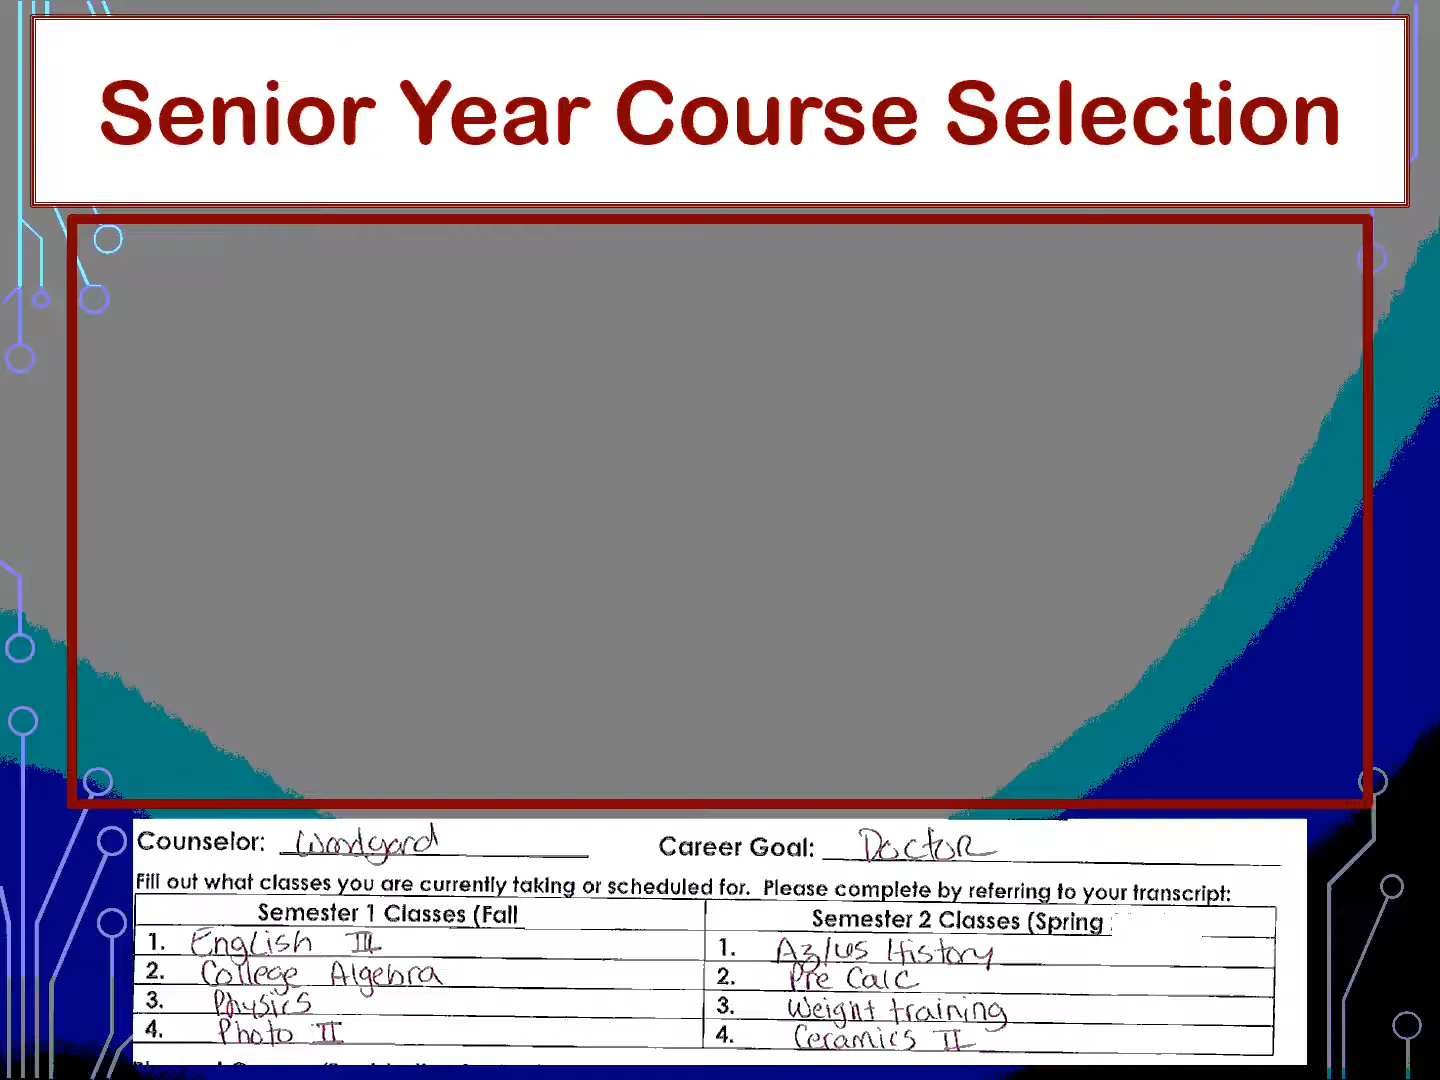 Senior Year Course Selection
Counselor: Woodgard Career Goal: Doctor
Fill out what classes you are currently taking or scheduled for. Please complete by referring to your transcript:
Semester 1 Classes (Fall Semester 2 Classes (Spring
1. English III 1. Az/US History
2. College Algebra 2. Pre Calc
3. Physics 3. Weight training
4. Photo II 4. Ceramics II